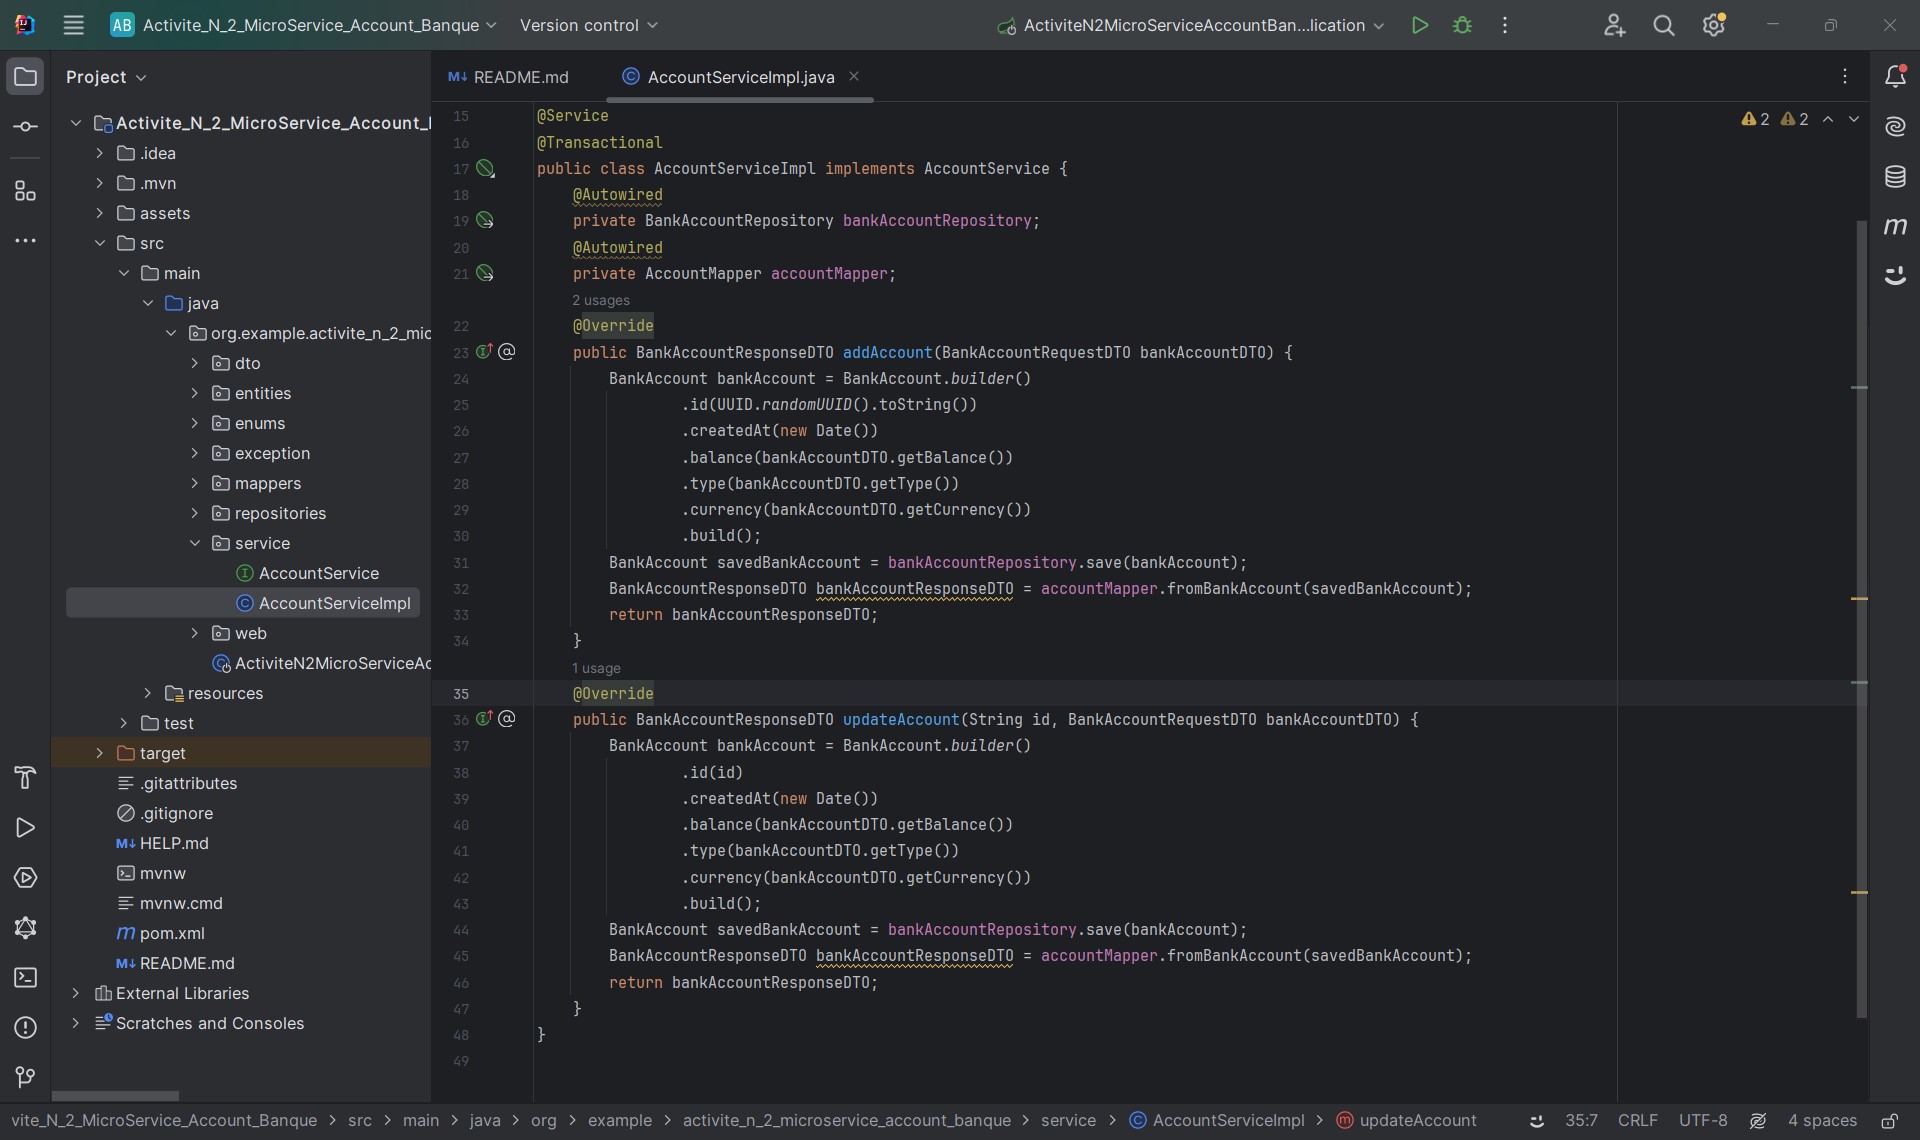 AB Activite_N_2_MicroService_Account_Banque Version control ActiviteN2MicroServiceAccountBan...lication
Project
README.md AccountServiceImpl.java
Activite_N_2_MicroService_Account_
.idea
.mvn
assets
src
main
java
org.example.activite_n_2_mic
dto
entities
enums
exception
mappers
repositories
service
AccountService
AccountServiceImpl
web
ActiviteN2MicroServiceAc
resources
test
target
.gitattributes
.gitignore
HELP.md
mvnw
mvnw.cmd
pom.xml
README.md
External Libraries
Scratches and Consoles
2 2
15 @Service
16 @Transactional
17 public class AccountServiceImpl implements AccountService {
18 @Autowired
19 private BankAccountRepository bankAccountRepository;
20 @Autowired
21 private AccountMapper accountMapper;
2 usages
22 @Override
23 public BankAccountResponseDTO addAccount(BankAccountRequestDTO bankAccountDTO) {
24 BankAccount bankAccount = BankAccount.builder()
25 .id(UUID.randomUUID().toString())
26 .createdAt(new Date())
27 .balance(bankAccountDTO.getBalance())
28 .type(bankAccountDTO.getType())
29 .currency(bankAccountDTO.getCurrency())
30 .build();
31 BankAccount savedBankAccount = bankAccountRepository.save(bankAccount);
32 BankAccountResponseDTO bankAccountResponseDTO = accountMapper.fromBankAccount(savedBankAccount);
33 return bankAccountResponseDTO;
34 }
1 usage
35 @Override
36 public BankAccountResponseDTO updateAccount(String id, BankAccountRequestDTO bankAccountDTO) {
37 BankAccount bankAccount = BankAccount.builder()
38 .id(id)
39 .createdAt(new Date())
40 .balance(bankAccountDTO.getBalance())
41 .type(bankAccountDTO.getType())
42 .currency(bankAccountDTO.getCurrency())
43 .build();
44 BankAccount savedBankAccount = bankAccountRepository.save(bankAccount);
45 BankAccountResponseDTO bankAccountResponseDTO = accountMapper.fromBankAccount(savedBankAccount);
46 return bankAccountResponseDTO;
47 }
48 }
49
vite_N_2_MicroService_Account_Banque > src > main > java > org > example > activite_n_2_microservice_account_banque > service > AccountServiceImpl > updateAccount 35:7 CRLF UTF-8 4 spaces